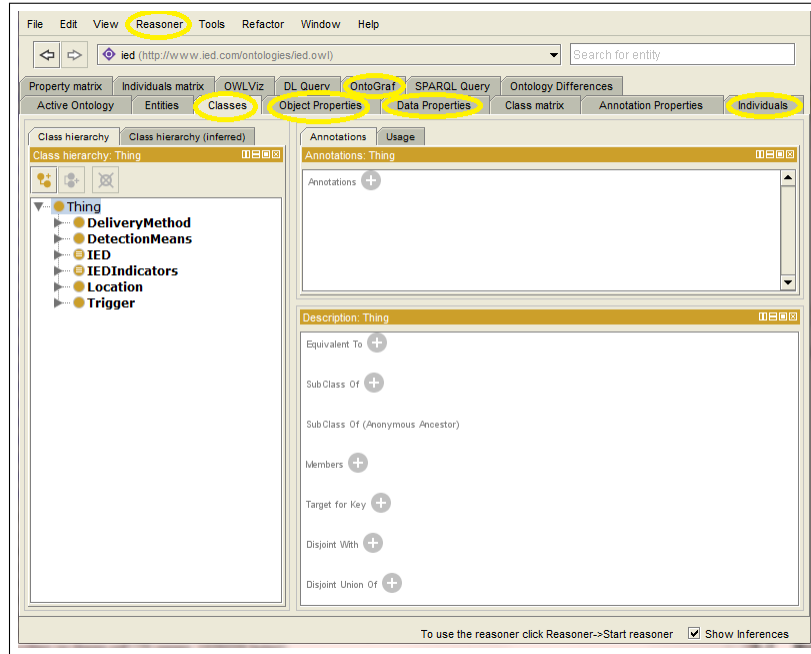 File Edit View Reasoner Tools Refactor Window Help
ied (http://www.ied.com/ontologies/ied.owl) Search for entity
Property matrix Individuals matrix OWLViz DL Query OntoGraf SPARQL Query Ontology Differences
Active Ontology Entities Classes Object Properties Data Properties Class matrix Annotation Properties Individuals
Class hierarchy Class hierarchy (inferred)
Class hierarchy: Thing
Thing
DeliveryMethod
DetectionMeans
IED
IEDIndicators
Location
Trigger
Annotations Usage
Annotations: Thing
Annotations
Description: Thing
Equivalent To
SubClass Of
SubClass Of (Anonymous Ancestor)
Members
Target for Key
Disjoint With
Disjoint Union Of
To use the reasoner click Reasoner->Start reasoner Show Inferences